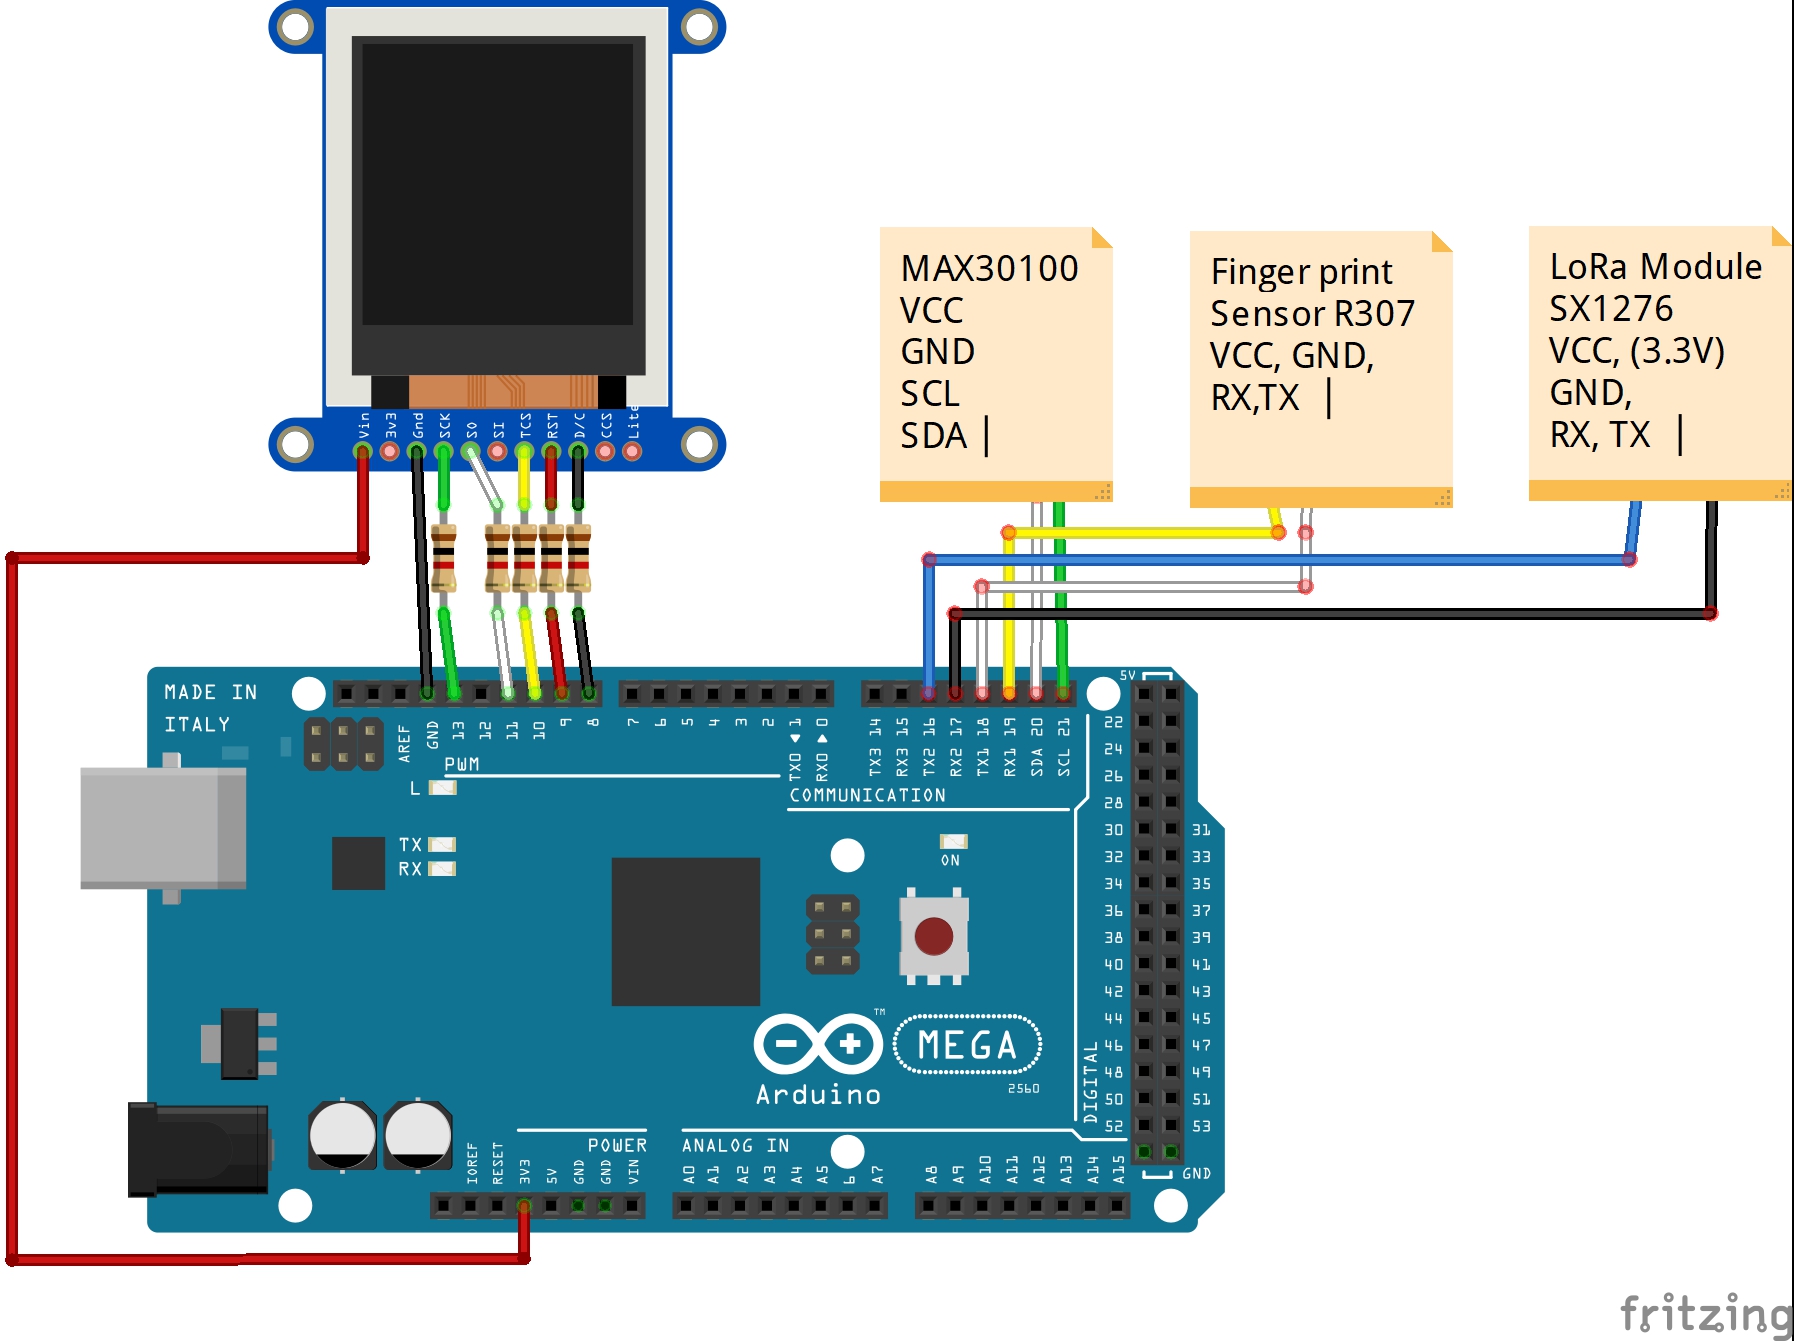 Vin
3v3
Gnd
SCK
SO
SI
TCS
RST
D/C
CCS
Lite
MAX30100
VCC
GND
SCL
SDA |
Finger print
Sensor R307
VCC, GND,
RX,TX |
LoRa Module
SX1276
VCC, (3.3V)
GND,
RX, TX |
MADE IN
ITALY
AREF
GND
13
12
11
10
9
8
7
6
5
4
3
2
TX0 ▶ 1
RX0 ◀ 0
TX3 14
RX3 15
TX2 16
RX2 17
TX1 18
RX1 19
SDA 20
SCL 21
5V
PWM
COMMUNICATION
L
TX
RX
ON
22
24
26
28
30 31
32 33
34 35
36 37
38 39
40 41
42 43
44 45
46 47
48 49
50 51
52 53
GND
DIGITAL
TM
MEGA
2560
Arduino
POWER
ANALOG IN
IOREF
RESET
3V3
5V
GND
GND
VIN
A0
A1
A2
A3
A4
A5
6
A7
A8
A9
A10
A11
A12
A13
A14
A15
fritzing